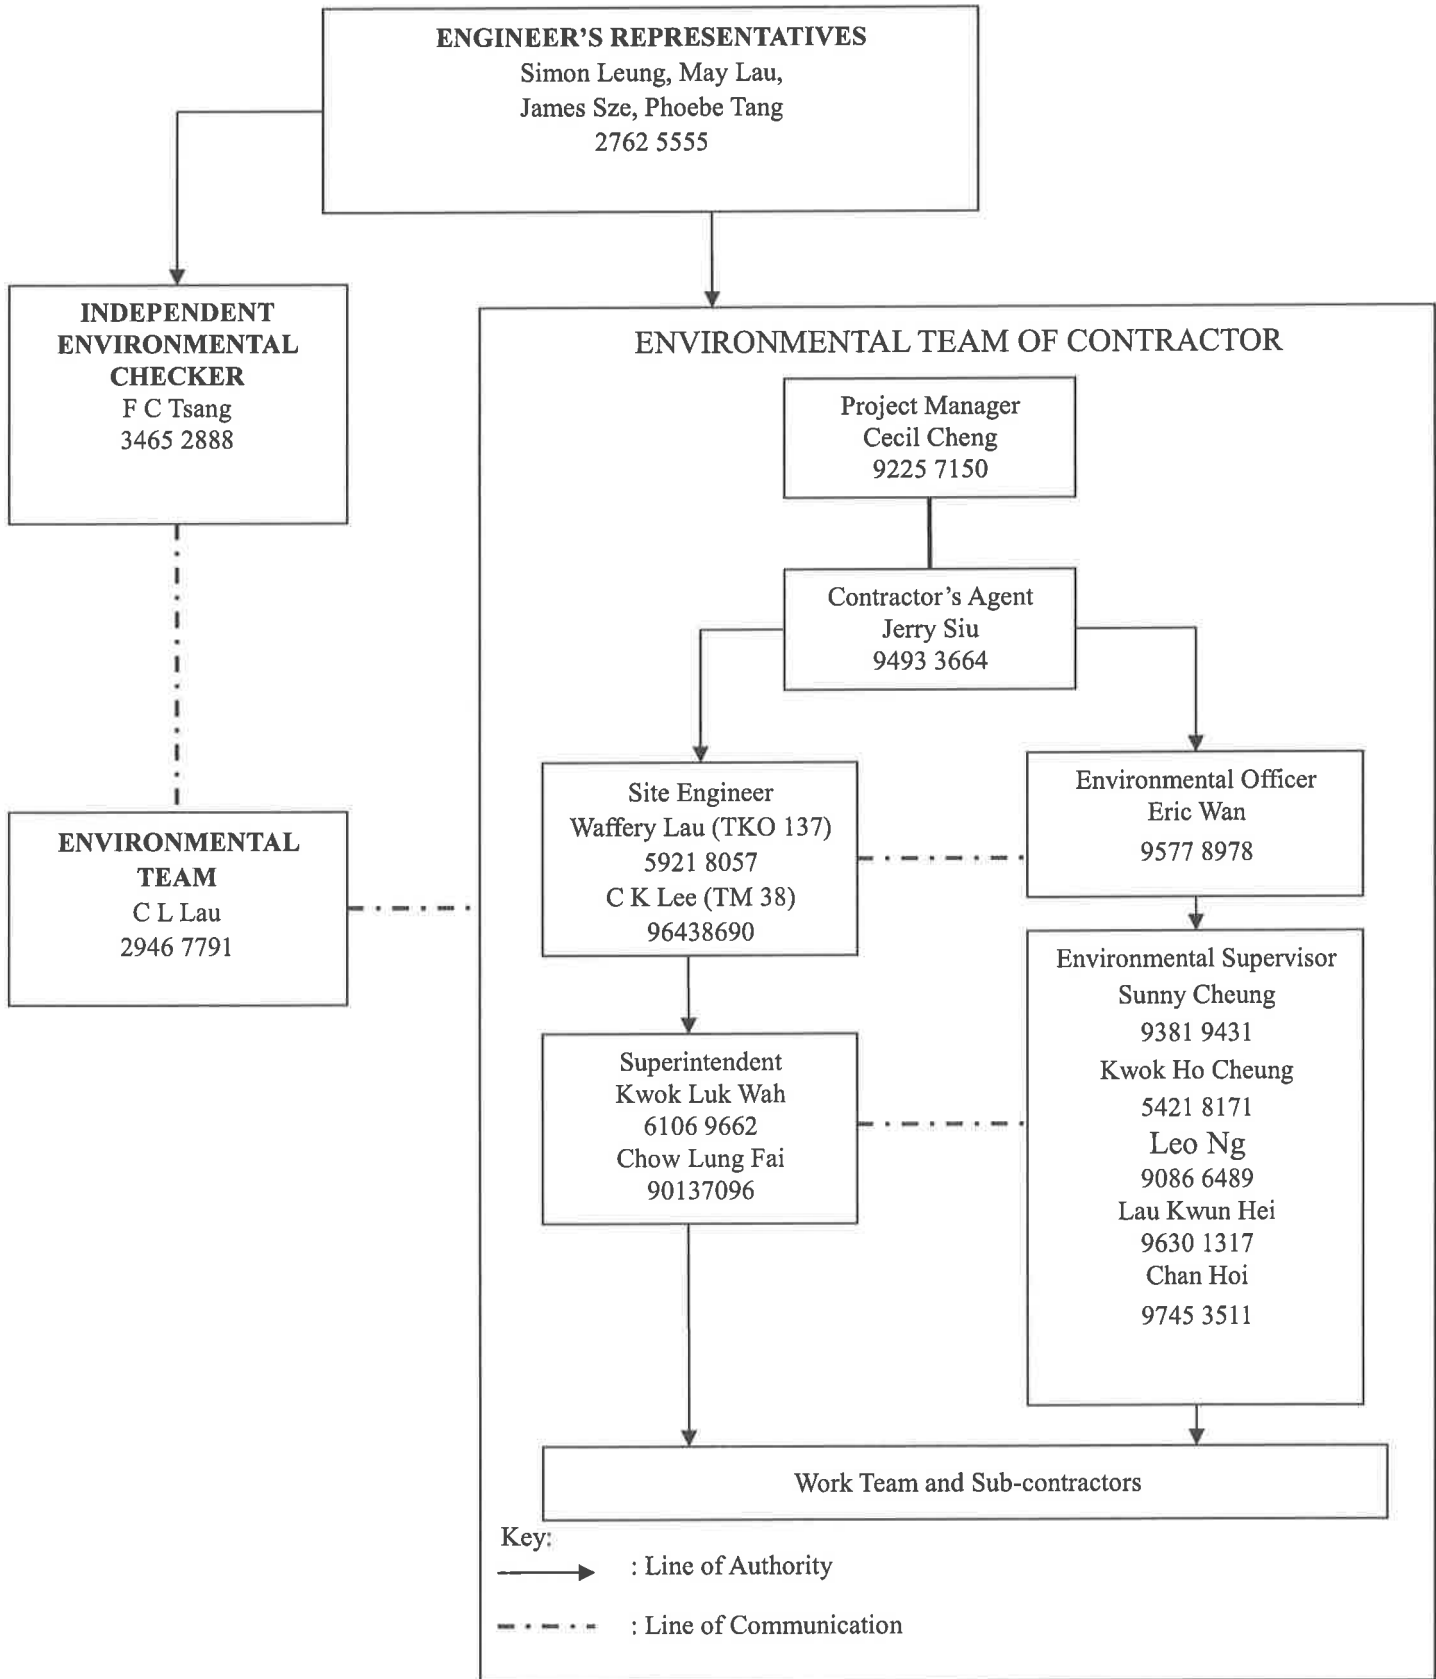 ENGINEER'S REPRESENTATIVES
Simon Leung, May Lau,
James Sze, Phoebe Tang
2762 5555
INDEPENDENT
ENVIRONMENTAL
CHECKER
F C Tsang
3465 2888
ENVIRONMENTAL
TEAM
C L Lau
2946 7791
ENVIRONMENTAL TEAM OF CONTRACTOR
Project Manager
Cecil Cheng
9225 7150
Contractor's Agent
Jerry Siu
9493 3664
Site Engineer
Waffery Lau (TKO 137)
5921 8057
C K Lee (TM 38)
96438690
Environmental Officer
Eric Wan
9577 8978
Superintendent
Kwok Luk Wah
6106 9662
Chow Lung Fai
90137096
Environmental Supervisor
Sunny Cheung
9381 9431
Kwok Ho Cheung
5421 8171
Leo Ng
9086 6489
Lau Kwun Hei
9630 1317
Chan Hoi
9745 3511
Work Team and Sub-contractors
Key:
: Line of Authority
: Line of Communication